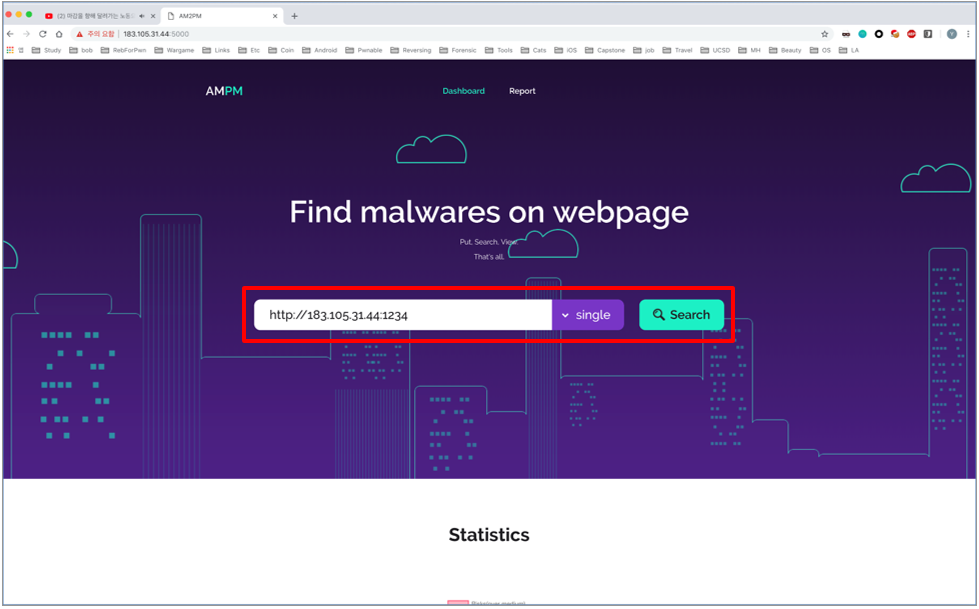 (2) 마감을 향해 달려가는 노동
AM2PM
주의 요함 | 183.105.31.44:5000
앱 Study bob RebForPwn Wargame Links Etc Coin Android Pwnable Reversing Forensic Tools Cats iOS Capstone job Travel UCSD MH Beauty OS LA
AMPM
Dashboard
Report
Find malwares on webpage
Put, Search, View.
That's all.
http://183.105.31.44:1234
single
Search
Statistics